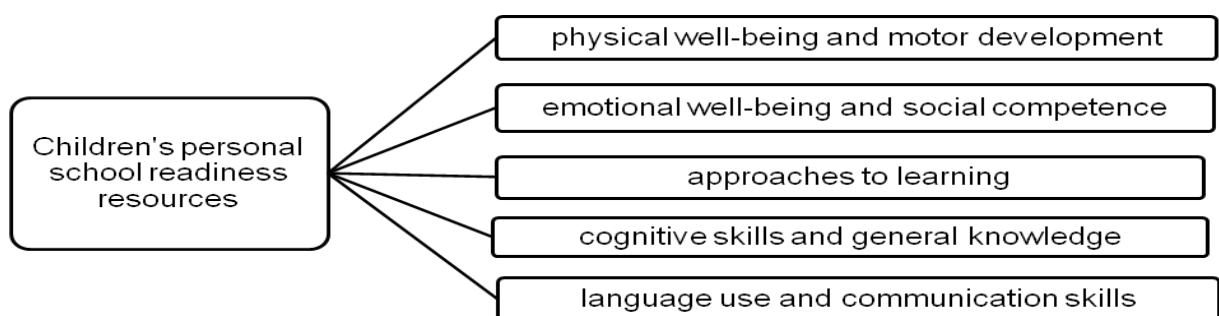 Children's personal
school readiness
resources
physical well-being and motor development
emotional well-being and social competence
approaches to learning
cognitive skills and general knowledge
language use and communication skills